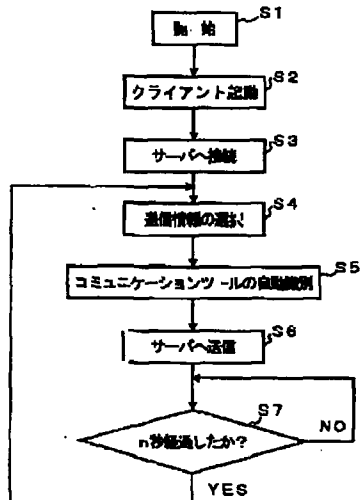 S1
開 始
S2
クライアント起動
S3
サーバへ接続
S4
送信情報の選択
S5
コミュニケーションツールの自動識別
S6
サーバへ送信
S7
n秒経過したか?
NO
YES